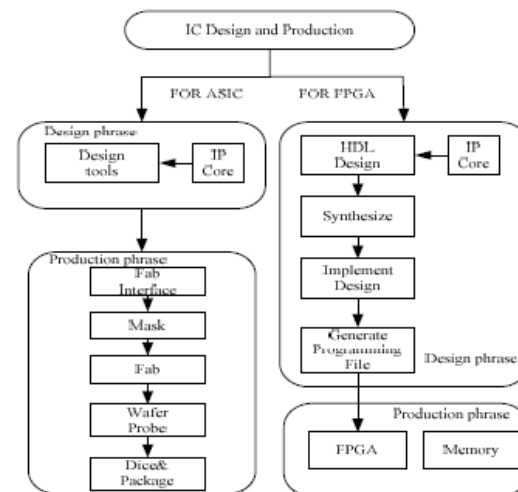 IC Design and Production
FOR ASIC
FOR FPGA
Design phrase
Design
tools
IP
Core
Production phrase
Fab
Interface
Mask
Fab
Wafer
Probe
Dice&
Package
HDL
Design
IP
Core
Synthesize
Implement
Design
Generate
Programming
File
Design phrase
Production phrase
FPGA
Memory